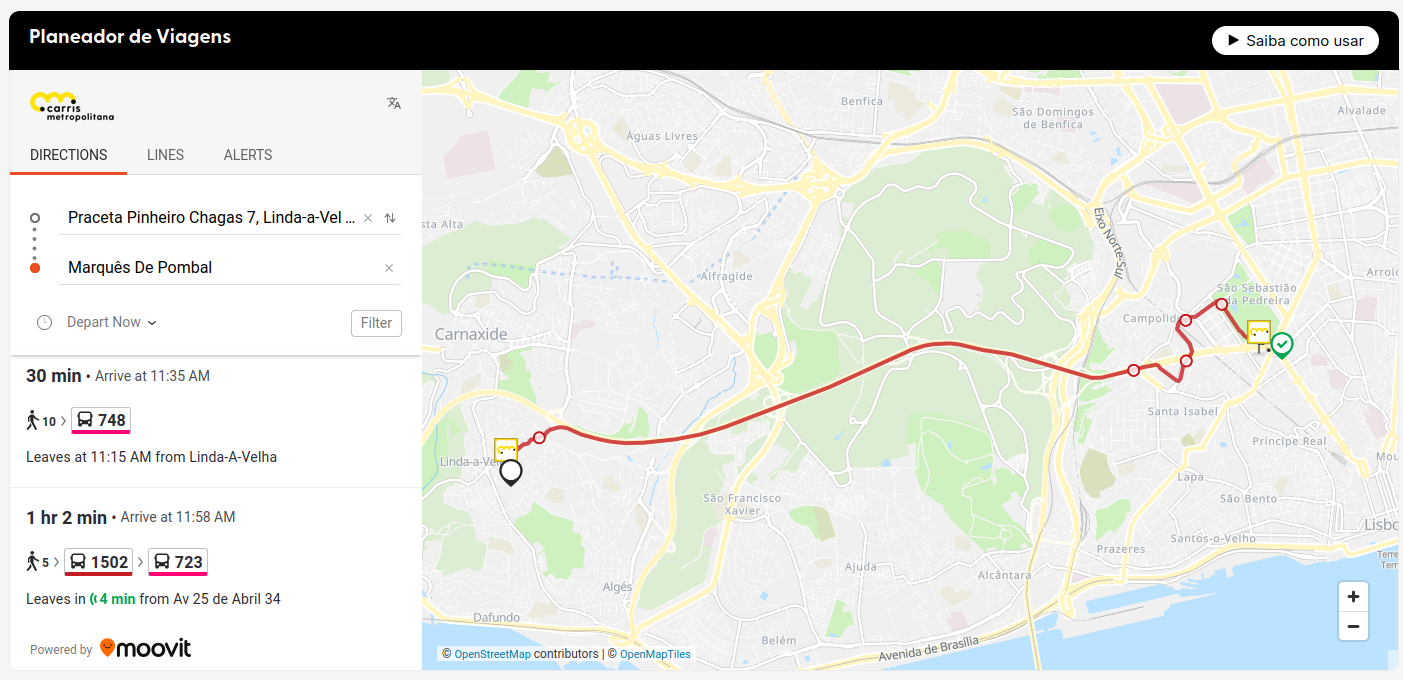 Planeador de Viagens
Saiba como usar
carris
metropolitana
DIRECTIONS
LINES
ALERTS
Praceta Pinheiro Chagas 7, Linda-a-Vel ...
Marquês De Pombal
Depart Now
Filter
30 min • Arrive at 11:35 AM
10 748
Leaves at 11:15 AM from Linda-A-Velha
1 hr 2 min • Arrive at 11:58 AM
5 1502 723
Leaves in 4 min from Av 25 de Abril 34
Powered by moovit
Benfica
São Domingos
de Benfica
Alvalade
Águas Livres
sta Alta
Eixo Norte-Sul
Alfragide
Arroio
São Sebastião
da Pedreira
Carnaxide
Campolide
Santa Isabel
Príncipe Real
Mou
Linda-a-Ve
Lapa
São Francisco
Xavier
São Bento
Lisbo
Santos-o-Velho
Prazeres
Terre
Term
Ajuda
Alcântara
Algés
Dafundo
Belém
Avenida de Brasília
© OpenStreetMap contributors | © OpenMapTiles
+
−